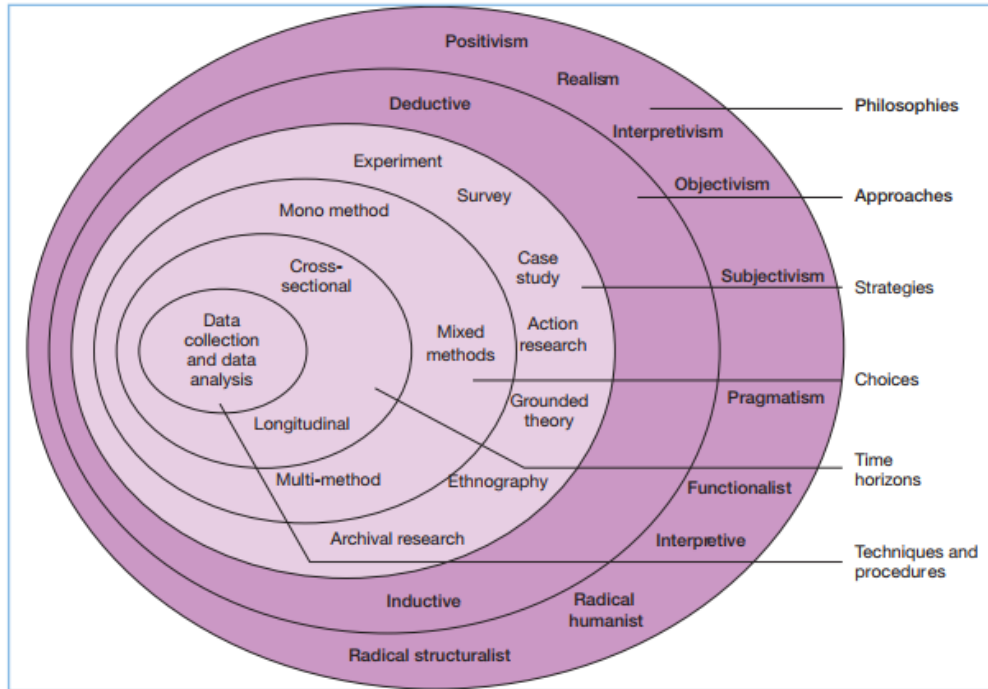 Positivism
Realism
Deductive
Philosophies
Interpretivism
Experiment
Objectivism
Survey
Approaches
Mono method
Case
study
Cross-
sectional
Subjectivism
Strategies
Data
collection
and data
analysis
Mixed
methods
Action
research
Choices
Pragmatism
Grounded
theory
Longitudinal
Time
horizons
Multi-method
Ethnography
Functionalist
Archival research
Interpretive
Techniques and
procedures
Inductive
Radical
humanist
Radical structuralist